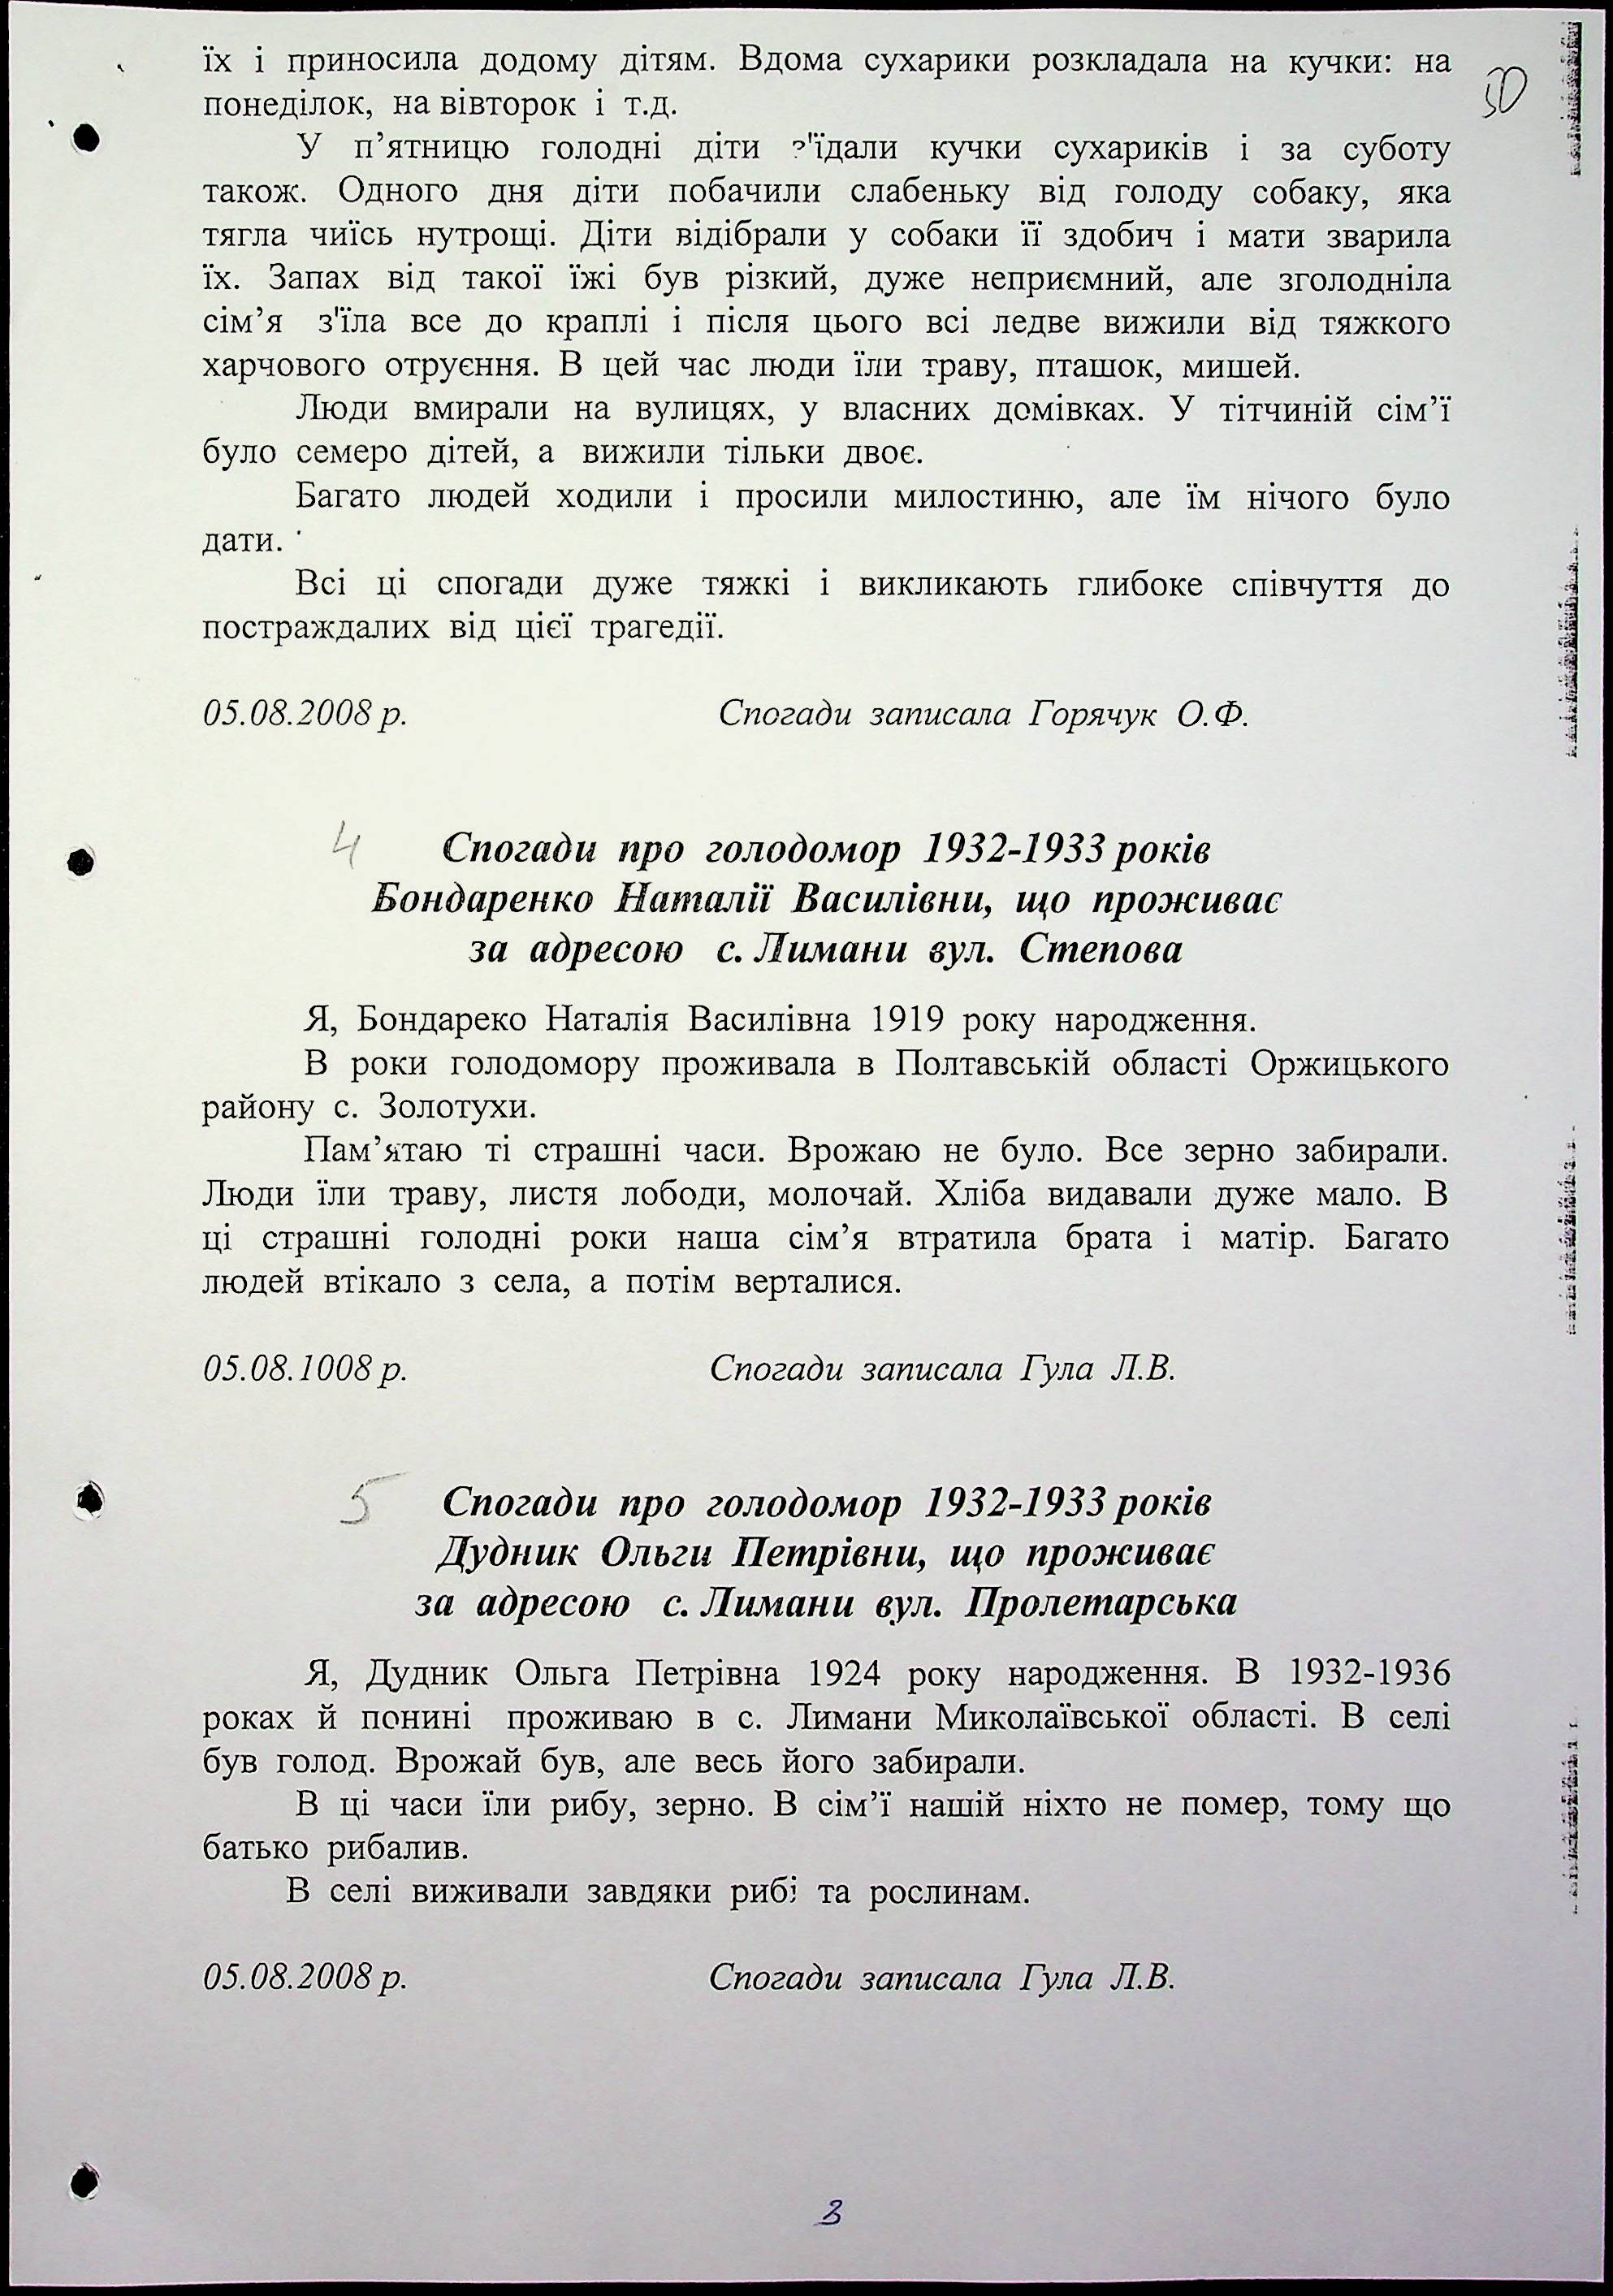 їх і приносила додому дітям. Вдома сухарики розкладала на кучки: на
понеділок, на вівторок і т.д.
У п’ятницю голодні діти з'їдали кучки сухариків і за суботу
також. Одного дня діти побачили слабеньку від голоду собаку, яка
тягла чиїсь нутрощі. Діти відібрали у собаки її здобич і мати зварила
їх. Запах від такої їжі був різкий, дуже неприємний, але зголодніла
сім’я з'їла все до краплі і після цього всі ледве вижили від тяжкого
харчового отруєння. В цей час люди їли траву, пташок, мишей.
Люди вмирали на вулицях, у власних домівках. У тітчиній сім’ї
було семеро дітей, а вижили тільки двоє.
Багато людей ходили і просили милостиню, але їм нічого було
дати.
Всі ці спогади дуже тяжкі і викликають глибоке співчуття до
постраждалих від цієї трагедії.
05.08.2008 р. Спогади записала Горячук О.Ф.
4 Спогади про голодомор 1932-1933 років
Бондаренко Наталії Василівни, що проживає
за адресою с. Лимани вул. Степова
Я, Бондареко Наталія Василівна 1919 року народження.
В роки голодомору проживала в Полтавській області Оржицького
району с. Золотухи.
Пам’ятаю ті страшні часи. Врожаю не було. Все зерно забирали.
Люди їли траву, листя лободи, молочай. Хліба видавали дуже мало. В
ці страшні голодні роки наша сім’я втратила брата і матір. Багато
людей втікало з села, а потім верталися.
05.08.1008 р. Спогади записала Гула Л.В.
5 Спогади про голодомор 1932-1933 років
Дудник Ольги Петрівни, що проживає
за адресою с. Лимани вул. Пролетарська
Я, Дудник Ольга Петрівна 1924 року народження. В 1932-1936
роках й понині проживаю в с. Лимани Миколаївської області. В селі
був голод. Врожай був, але весь його забирали.
В ці часи їли рибу, зерно. В сім’ї нашій ніхто не помер, тому що
батько рибалив.
В селі виживали завдяки рибі та рослинам.
05.08.2008 р. Спогади записала Гула Л.В.
3